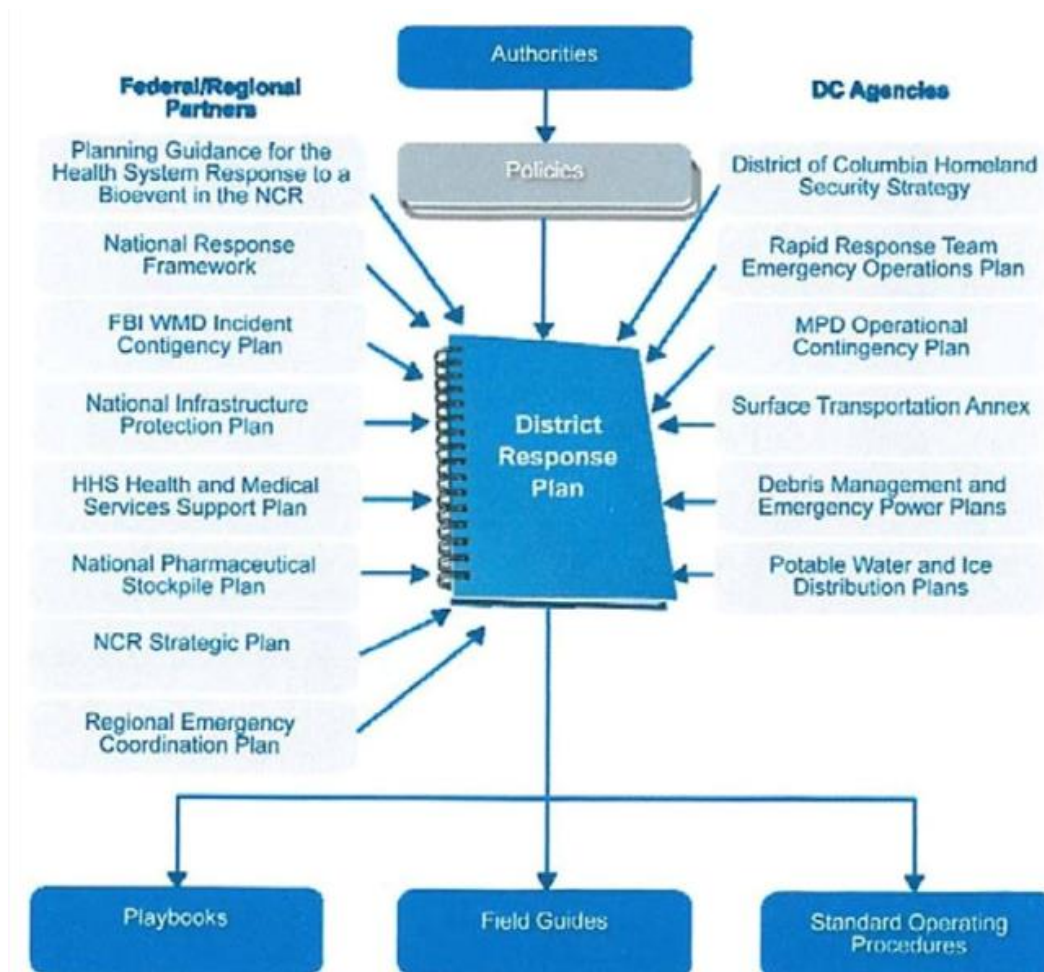 Authorities
Federal/Regional
Partners
DC Agencies
Planning Guidance for the
Health System Response to a
Bioevent in the NCR
Policies
District of Columbia Homeland
Security Strategy
National Response
Framework
Rapid Response Team
Emergency Operations Plan
FBI WMD Incident
Contigency Plan
MPD Operational
Contingency Plan
National Infrastructure
Protection Plan
Surface Transportation Annex
District
Response
Plan
HHS Health and Medical
Services Support Plan
Debris Management and
Emergency Power Plans
National Pharmaceutical
Stockpile Plan
Potable Water and Ice
Distribution Plans
NCR Strategic Plan
Regional Emergency
Coordination Plan
Playbooks
Field Guides
Standard Operating
Procedures